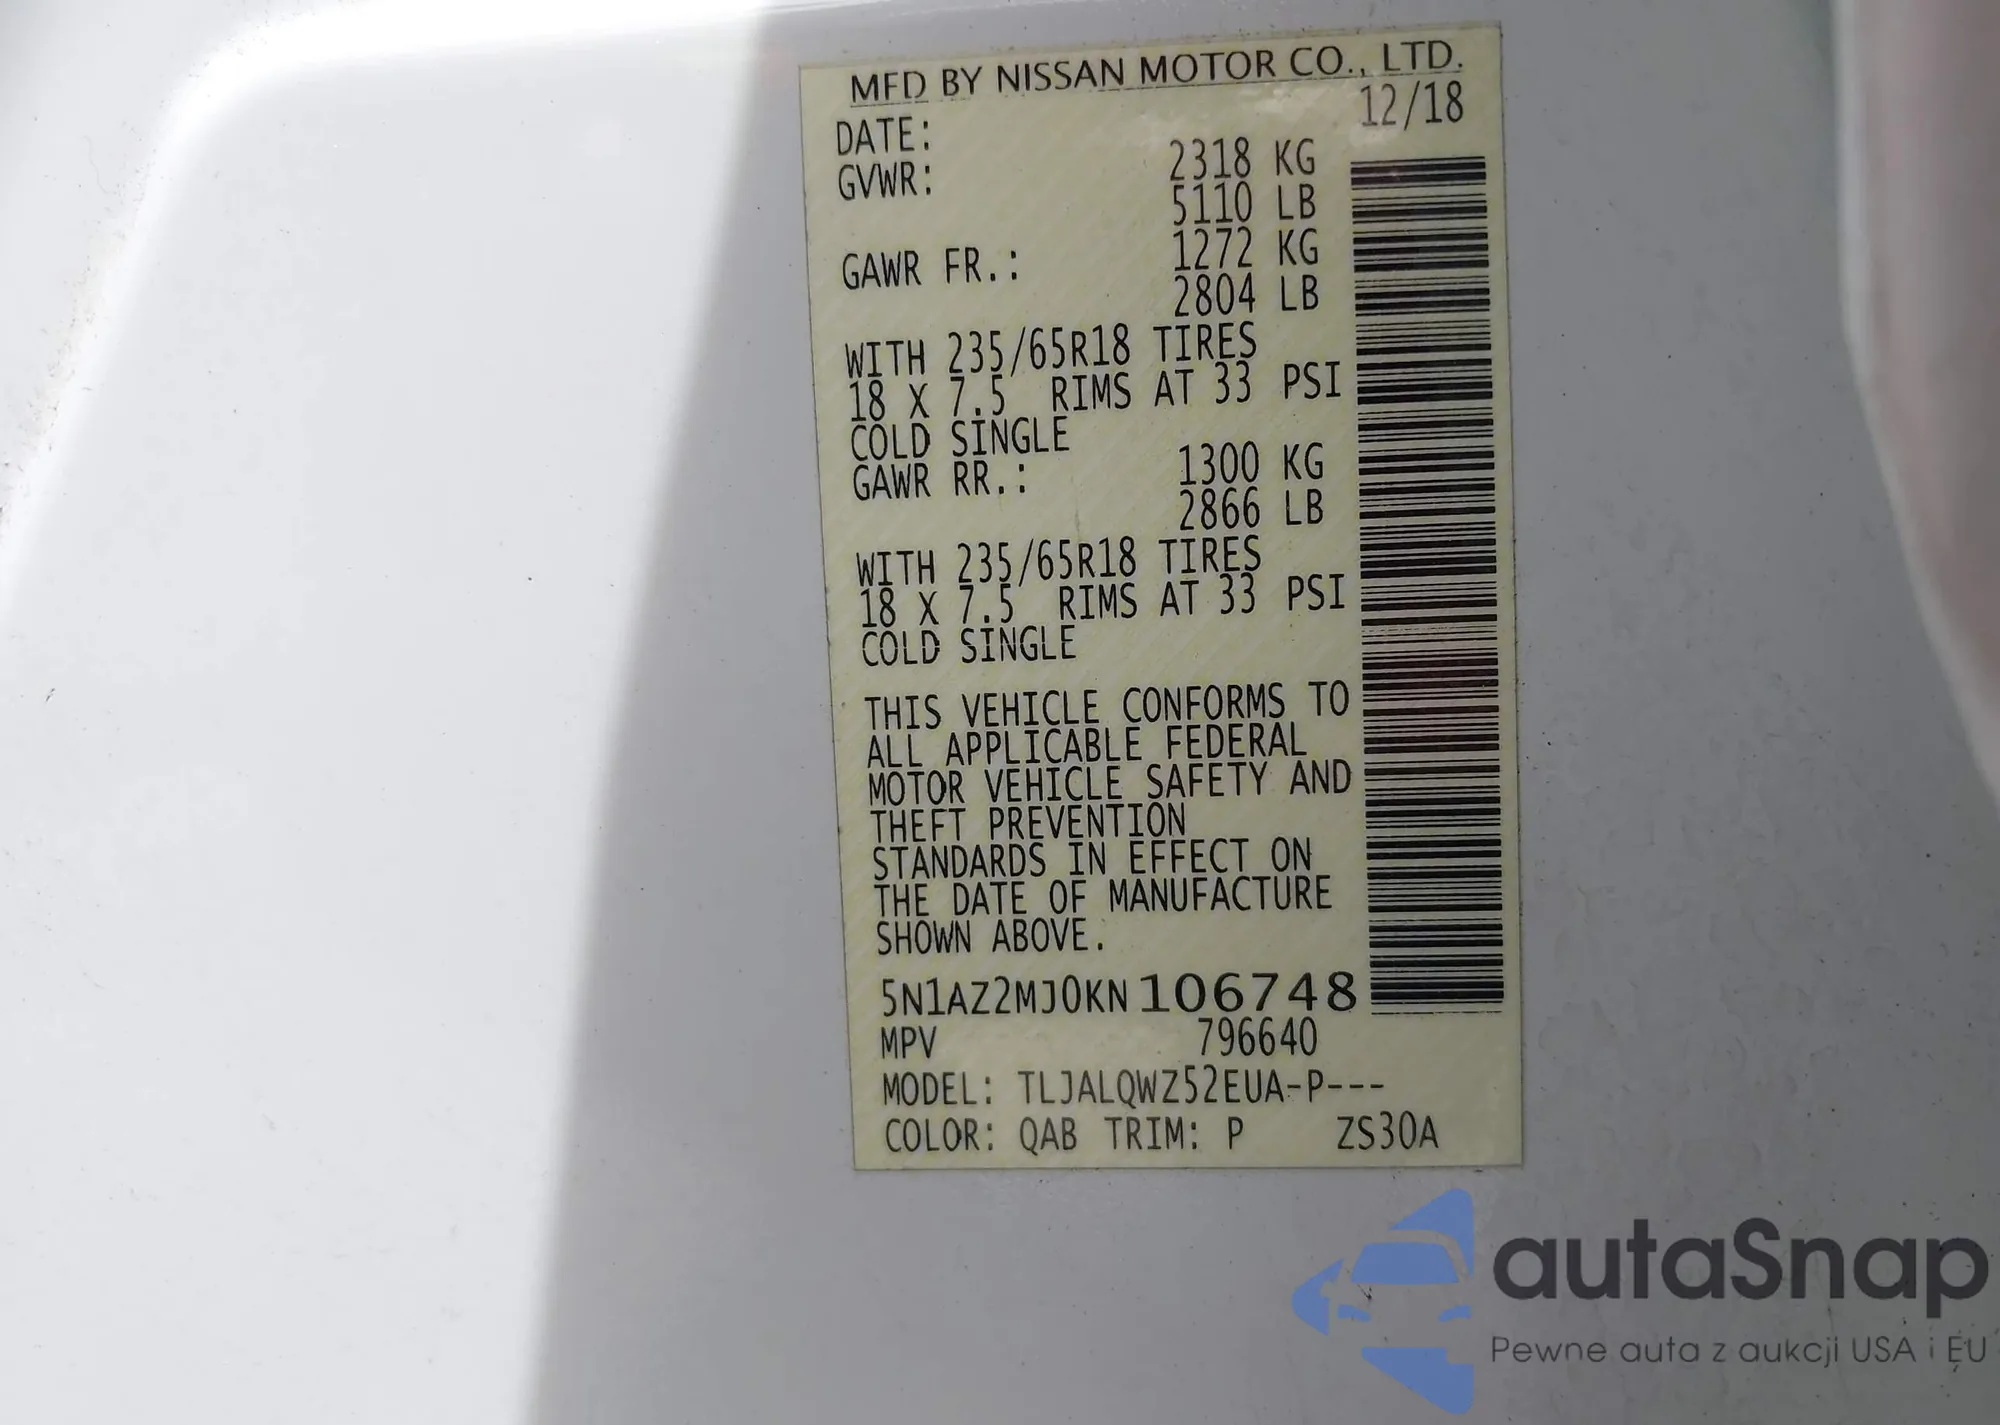 MFD BY NISSAN MOTOR CO., LTD.
DATE: 12/18
GVWR: 2318 KG
5110 LB
GAWR FR.: 1272 KG
2804 LB
WITH 235/65R18 TIRES
18 X 7.5 RIMS AT 33 PSI
COLD SINGLE
GAWR RR.: 1300 KG
2866 LB
WITH 235/65R18 TIRES
18 X 7.5 RIMS AT 33 PSI
COLD SINGLE
THIS VEHICLE CONFORMS TO
ALL APPLICABLE FEDERAL
MOTOR VEHICLE SAFETY AND
THEFT PREVENTION
STANDARDS IN EFFECT ON
THE DATE OF MANUFACTURE
SHOWN ABOVE.
5N1AZ2MJ0KN106748
MPV 796640
MODEL: TLJALQWZ52EUA-P---
COLOR: QAB TRIM: P ZS30A
autaSnap
Pewne auta z aukcji USA i EU